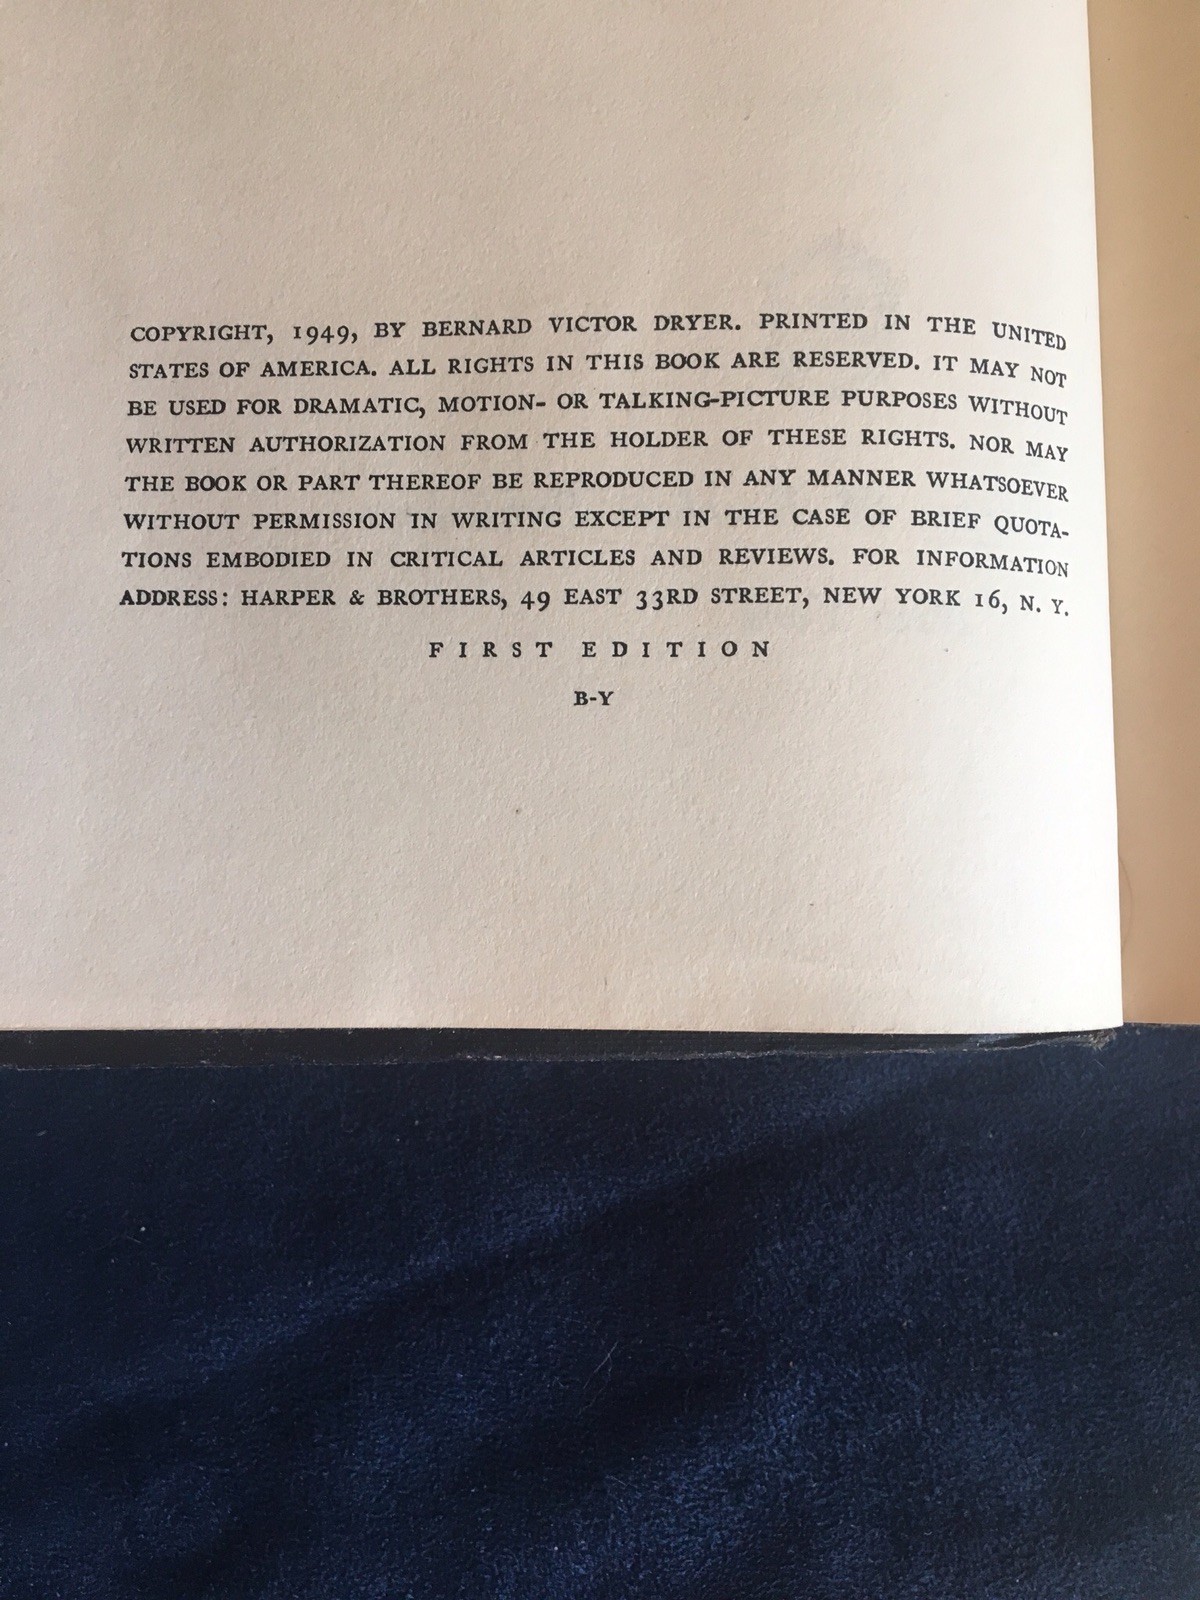 COPYRIGHT, 1949, BY BERNARD VICTOR DRYER. PRINTED IN THE UNITED
STATES OF AMERICA. ALL RIGHTS IN THIS BOOK ARE RESERVED. IT MAY NOT
BE USED FOR DRAMATIC, MOTION- OR TALKING-PICTURE PURPOSES WITHOUT
WRITTEN AUTHORIZATION FROM THE HOLDER OF THESE RIGHTS. NOR MAY
THE BOOK OR PART THEREOF BE REPRODUCED IN ANY MANNER WHATSOEVER
WITHOUT PERMISSION IN WRITING EXCEPT IN THE CASE OF BRIEF QUOTA-
TIONS EMBODIED IN CRITICAL ARTICLES AND REVIEWS. FOR INFORMATION
ADDRESS: HARPER & BROTHERS, 49 EAST 33RD STREET, NEW YORK 16, N. Y.
FIRST EDITION
B-Y